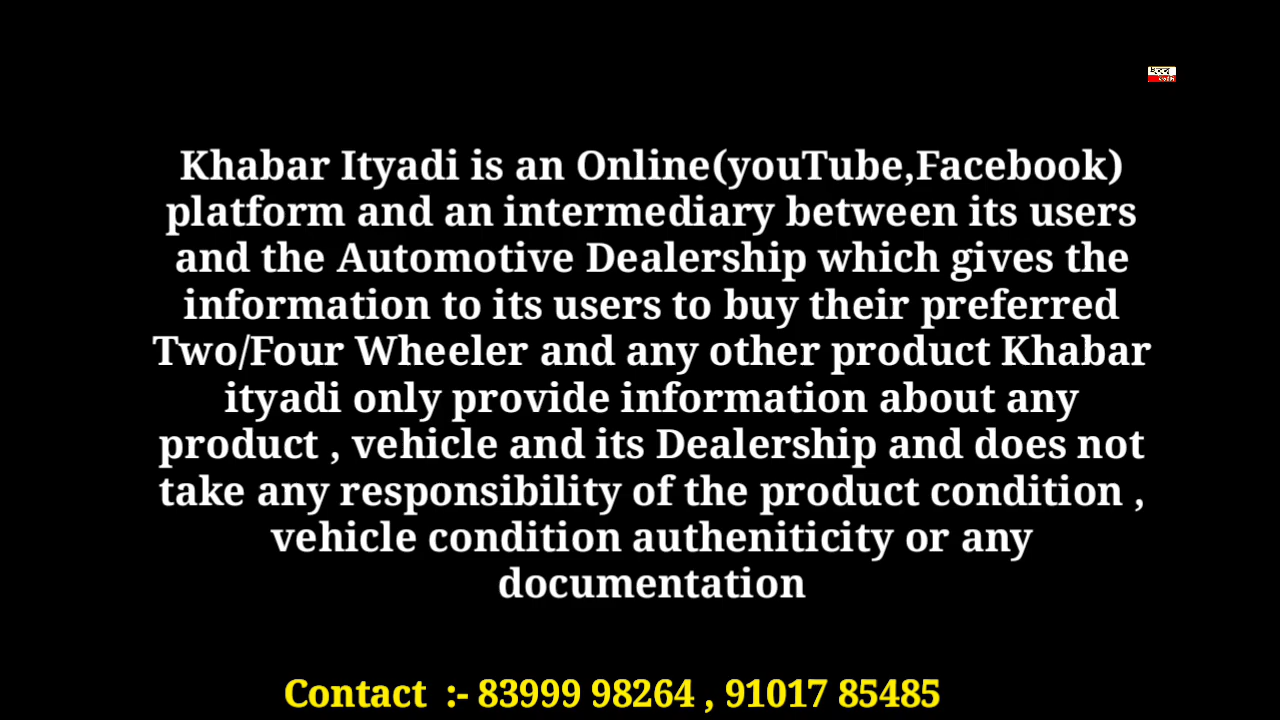 Khabar Ityadi is an Online(youTube,Facebook)
platform and an intermediary between its users
and the Automotive Dealership which gives the
information to its users to buy their preferred
Two/Four Wheeler and any other product Khabar
ityadi only provide information about any
product , vehicle and its Dealership and does not
take any responsibility of the product condition ,
vehicle condition autheniticity or any
documentation
Contact :- 83999 98264 , 91017 85485